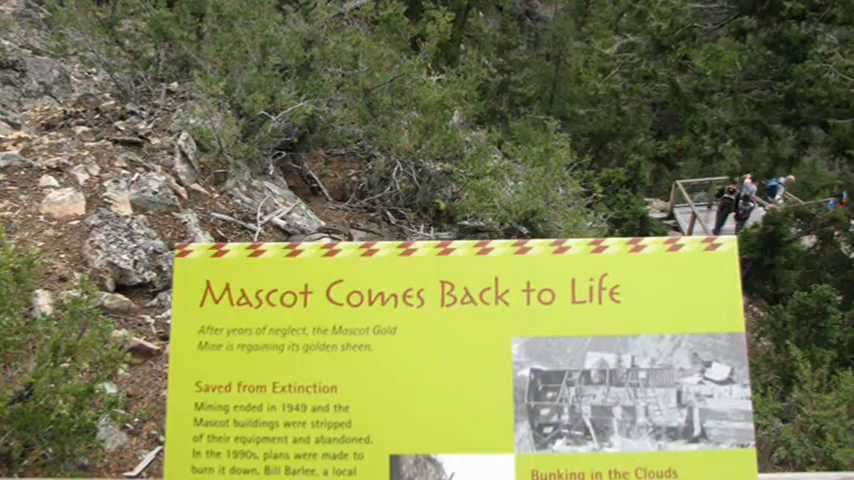 Mascot Comes Back to Life
After years of neglect, the Mascot Gold
Mine is regaining its golden sheen.
Saved from Extinction
Mining ended in 1949 and the
Mascot buildings were stripped
of their equipment and abandoned.
In the 1990s, plans were made to
burn it down. Bill Barlee, a local
Bunking in the Clouds